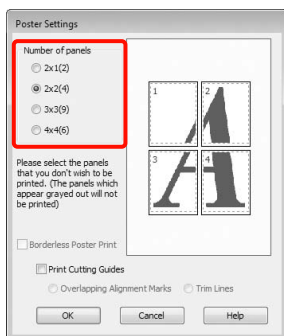 Poster Settings
Number of panels
2x1(2)
2x2(4)
3x3(9)
4x4(6)
1
2
3
4
Please select the panels
that you don't wish to be
printed. (The panels which
appear grayed out will not
be printed)
Borderless Poster Print
Print Cutting Guides
Overlapping Alignment Marks
Trim Lines
OK
Cancel
Help